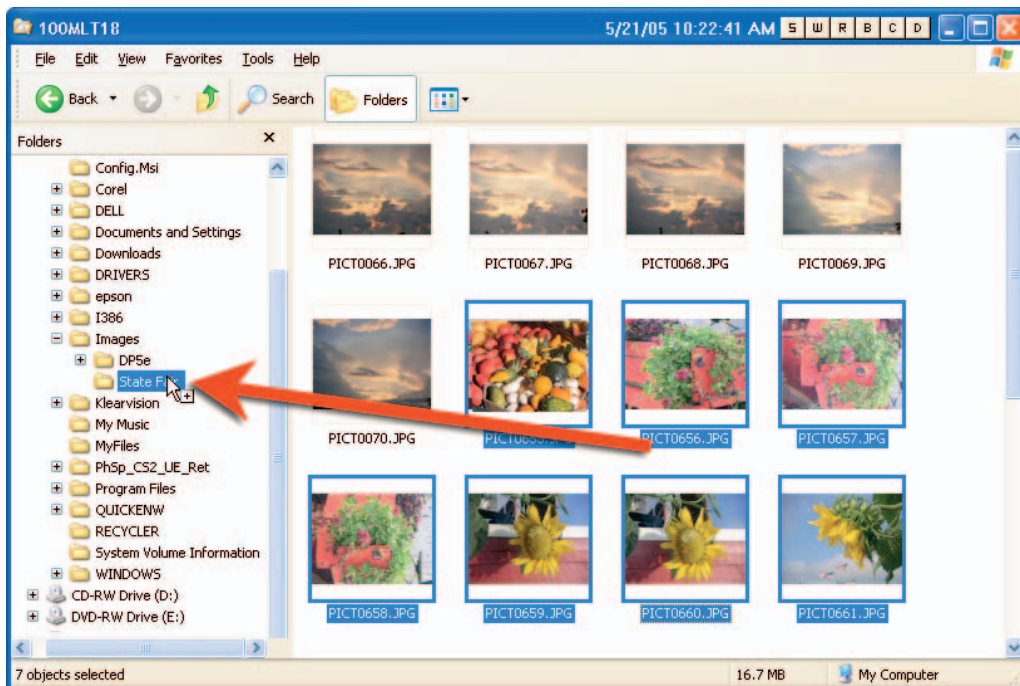 100MLT18 5/21/05 10:22:41 AM S W R B C D
File Edit View Favorites Tools Help
Back Search Folders
Folders
Config.Msi
Corel
DELL
Documents and Settings
Downloads
DRIVERS
epson
I386
Images
DP5e
State
Klearvision
My Music
MyFiles
PhSp_CS2_UE_Ret
Program Files
QUICKENW
RECYCLER
System Volume Information
WINDOWS
CD-RW Drive (D:)
DVD-RW Drive (E:)
PICT0066.JPG PICT0067.JPG PICT0068.JPG PICT0069.JPG
PICT0070.JPG PICT0656.JPG PICT0657.JPG
PICT0658.JPG PICT0659.JPG PICT0660.JPG PICT0661.JPG
7 objects selected 16.7 MB My Computer